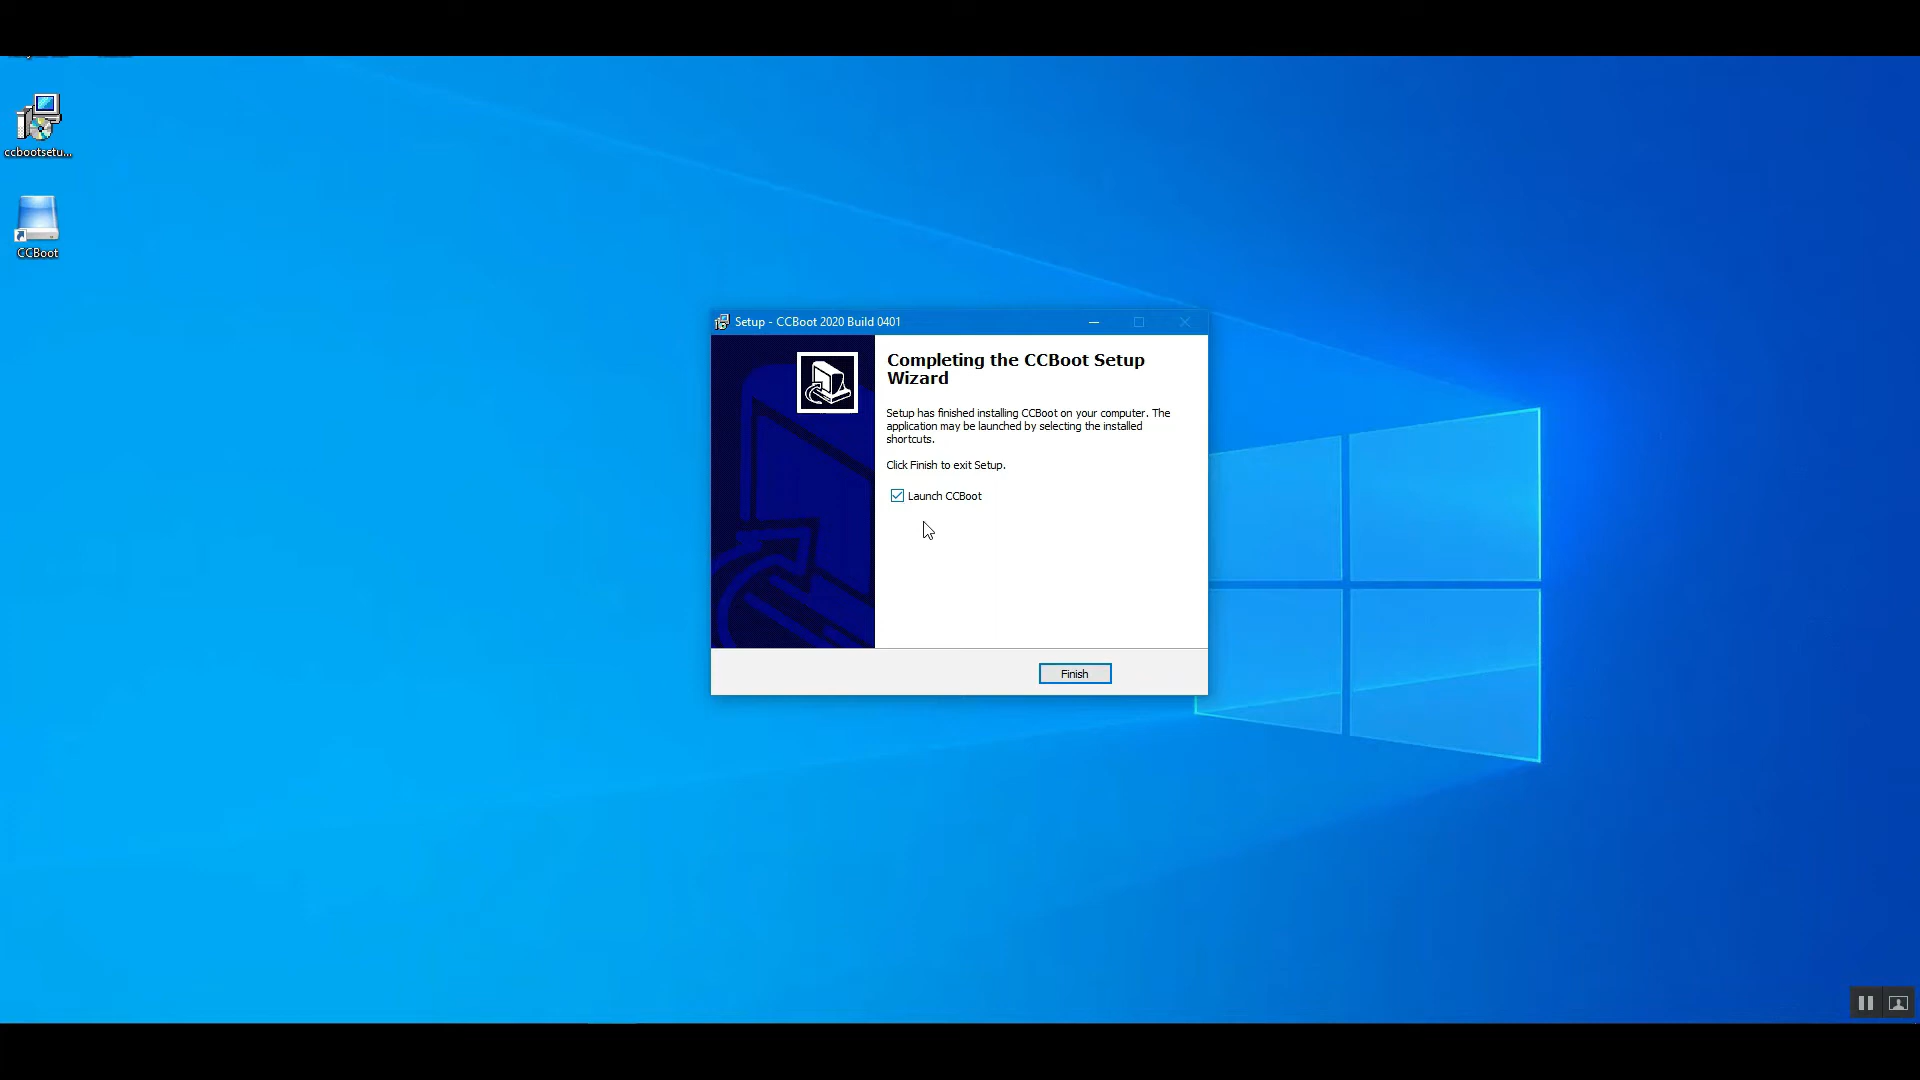 ccbootsetu...
CCBoot
Setup - CCBoot 2020 Build 0401
Completing the CCBoot Setup
Wizard
Setup has finished installing CCBoot on your computer. The
application may be launched by selecting the installed
shortcuts.
Click Finish to exit Setup.
Launch CCBoot
Finish